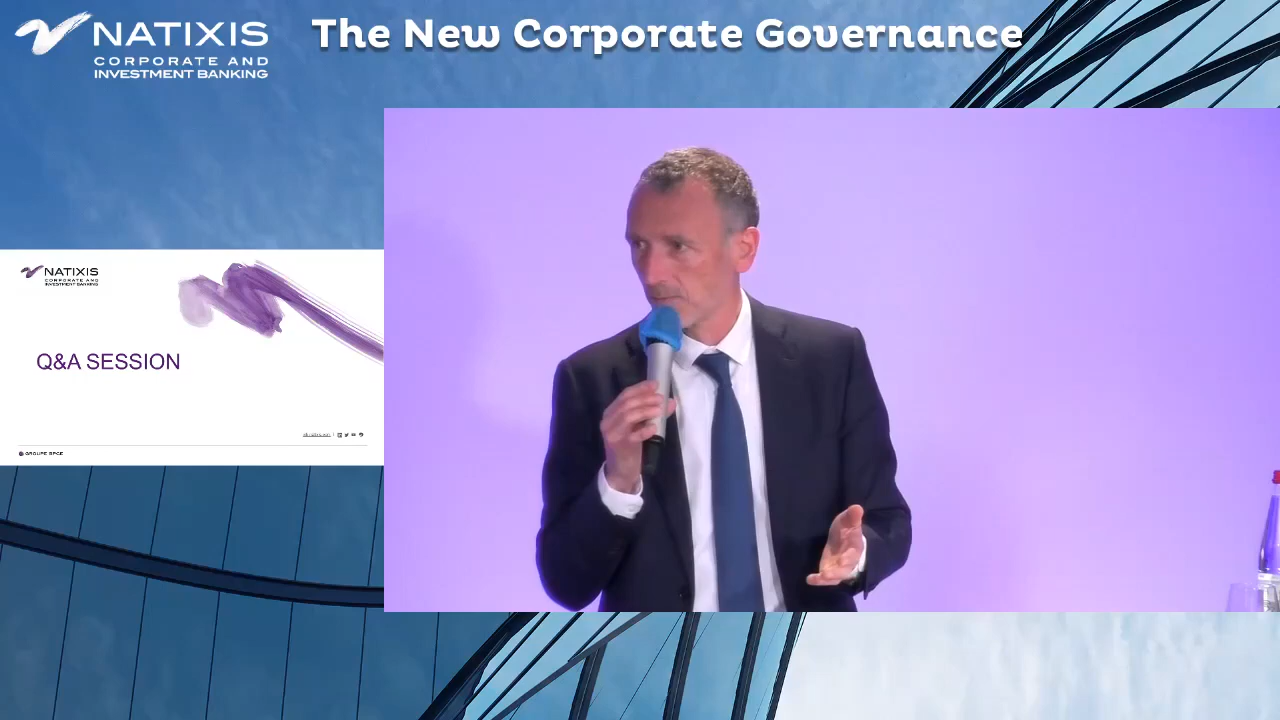 NATIXIS
CORPORATE AND
INVESTMENT BANKING
The New Corporate Governance
NATIXIS
CORPORATE AND
INVESTMENT BANKING
Q&A SESSION
GROUPE BPCE